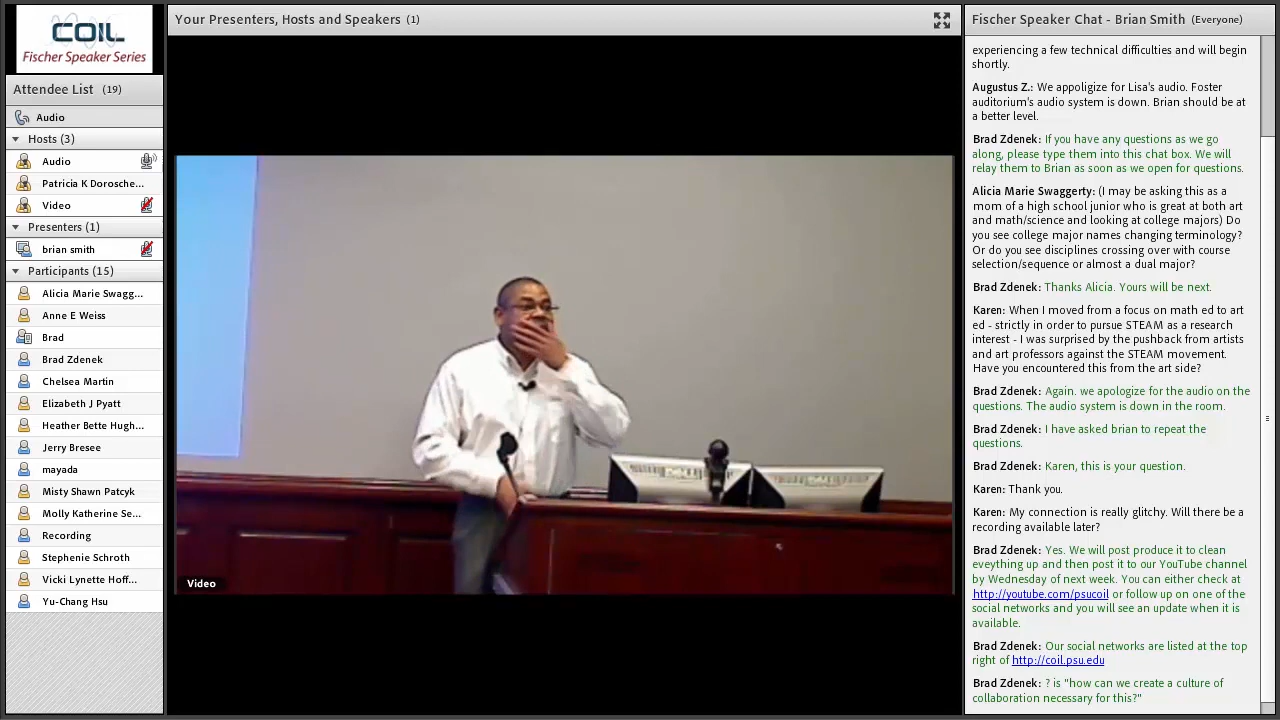 COIL
Fischer Speaker Series
Attendee List (19)
Audio
Hosts (3)
Audio
Patricia K Dorosche...
Video
Presenters (1)
brian smith
Participants (15)
Alicia Marie Swagg...
Anne E Weiss
Brad
Brad Zdenek
Chelsea Martin
Elizabeth J Pyatt
Heather Bette Hugh...
Jerry Bresee
mayada
Misty Shawn Patcyk
Molly Katherine Se...
Recording
Stephenie Schroth
Vicki Lynette Hoff...
Yu-Chang Hsu
Your Presenters, Hosts and Speakers (1)
Video
Fischer Speaker Chat - Brian Smith (Everyone)
experiencing a few technical difficulties and will begin
shortly.
Augustus Z.: We appoligize for Lisa's audio. Foster
auditorium's audio system is down. Brian should be at
a better level.
Brad Zdenek: If you have any questions as we go
along, please type them into this chat box. We will
relay them to Brian as soon as we open for questions.
Alicia Marie Swaggerty: (I may be asking this as a
mom of a high school junior who is great at both art
and math/science and looking at college majors) Do
you see college major names changing terminology?
Or do you see disciplines crossing over with course
selection/sequence or almost a dual major?
Brad Zdenek: Thanks Alicia. Yours will be next.
Karen: When I moved from a focus on math ed to art
ed - strictly in order to pursue STEAM as a research
interest - I was surprised by the pushback from artists
and art professors against the STEAM movement.
Have you encountered this from the art side?
Brad Zdenek: Again. we apologize for the audio on the
questions. The audio system is down in the room.
Brad Zdenek: I have asked brian to repeat the
questions.
Brad Zdenek: Karen, this is your question.
Karen: Thank you.
Karen: My connection is really glitchy. Will there be a
recording available later?
Brad Zdenek: Yes. We will post produce it to clean
eveything up and then post it to our YouTube channel
by Wednesday of next week. You can either check at
http://youtube.com/psucoil or follow up on one of the
social networks and you will see an update when it is
available.
Brad Zdenek: Our social networks are listed at the top
right of http://coil.psu.edu
Brad Zdenek: ? is "how can we create a culture of
collaboration necessary for this?"